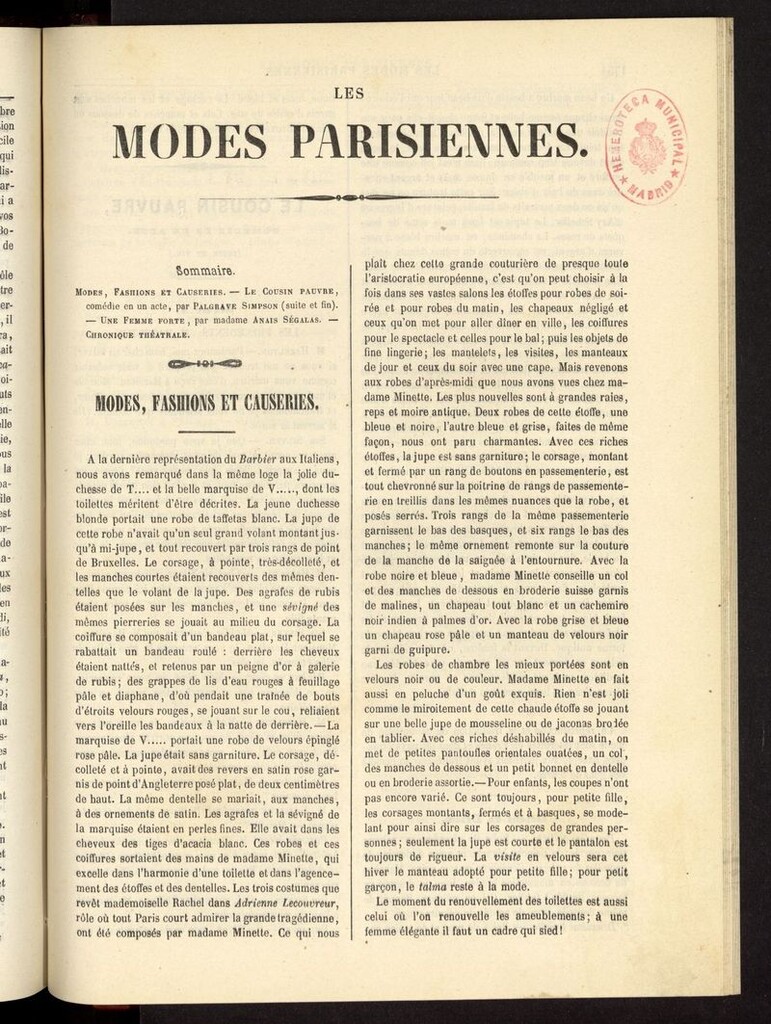 LES
MODES PARISIENNES.
HEMEROTECA MUNICIPAL
★ MADRID ★
Sommaire.
MODES, FASHIONS ET CAUSERIES. — LE COUSIN PAUVRE,
comédie en un acte, par PALGRAVE SIMPSON (suite et fin).
— UNE FEMME FORTE, par madame ANAIS SÉGALAS. —
CHRONIQUE THÉATRALE.
MODES, FASHIONS ET CAUSERIES.
A la dernière représentation du Barbier aux Italiens,
nous avons remarqué dans la même loge la jolie du-
chesse de T.... et la belle marquise de V....., dont les
toilettes méritent d'être décrites. La jeune duchesse
blonde portait une robe de taffetas blanc. La jupe de
cette robe n'avait qu'un seul grand volant montant jus-
qu'à mi-jupe, et tout recouvert par trois rangs de point
de Bruxelles. Le corsage, à pointe, très-décolleté, et
les manches courtes étaient recouverts des mêmes den-
telles que le volant de la jupe. Des agrafes de rubis
étaient posées sur les manches, et une sévigné des
mêmes pierreries se jouait au milieu du corsage. La
coiffure se composait d'un bandeau plat, sur lequel se
rabattait un bandeau roulé : derrière les cheveux
étaient nattés, et retenus par un peigne d'or à galerie
de rubis; des grappes de lis d'eau rouges à feuillage
pâle et diaphane, d'où pendait une traînée de bouts
d'étroits velours rouges, se jouant sur le cou, reliaient
vers l'oreille les bandeaux à la natte de derrière. — La
marquise de V..... portait une robe de velours épinglé
rose pâle. La jupe était sans garniture. Le corsage, dé-
colleté et à pointe, avait des revers en satin rose gar-
nis de point d'Angleterre posé plat, de deux centimètres
de haut. La même dentelle se mariait, aux manches,
à des ornements de satin. Les agrafes et la sévigné de
la marquise étaient en perles fines. Elle avait dans les
cheveux des tiges d'acacia blanc. Ces robes et ces
coiffures sortaient des mains de madame Minette, qui
excelle dans l'harmonie d'une toilette et dans l'agence-
ment des étoffes et des dentelles. Les trois costumes que
revêt mademoiselle Rachel dans Adrienne Lecouvreur,
rôle où tout Paris court admirer la grande tragédienne,
ont été composés par madame Minette. Ce qui nous
plaît chez cette grande couturière de presque toute
l'aristocratie européenne, c'est qu'on peut choisir à la
fois dans ses vastes salons les étoffes pour robes de soi-
rée et pour robes du matin, les chapeaux négligé et
ceux qu'on met pour aller dîner en ville, les coiffures
pour le spectacle et celles pour le bal; puis les objets de
fine lingerie; les mantelets, les visites, les manteaux
de jour et ceux du soir avec une cape. Mais revenons
aux robes d'après-midi que nous avons vues chez ma-
dame Minette. Les plus nouvelles sont à grandes raies,
reps et moire antique. Deux robes de cette étoffe, une
bleue et noire, l'autre bleue et grise, faites de même
façon, nous ont paru charmantes. Avec ces riches
étoffes, la jupe est sans garniture; le corsage, montant
et fermé par un rang de boutons en passementerie, est
tout chevronné sur la poitrine de rangs de passemente-
rie en treillis dans les mêmes nuances que la robe, et
posés serrés. Trois rangs de la même passementerie
garnissent le bas des basques, et six rangs le bas des
manches; le même ornement remonte sur la couture
de la manche de la saignée à l'entournure. Avec la
robe noire et bleue, madame Minette conseille un col
et des manches de dessous en broderie suisse garnis
de malines, un chapeau tout blanc et un cachemire
noir indien à palmes d'or. Avec la robe grise et bleue
un chapeau rose pâle et un manteau de velours noir
garni de guipure.
Les robes de chambre les mieux portées sont en
velours noir ou de couleur. Madame Minette en fait
aussi en peluche d'un goût exquis. Rien n'est joli
comme le miroitement de cette chaude étoffe se jouant
sur une belle jupe de mousseline ou de jaconas brodée
en tablier. Avec ces riches déshabillés du matin, on
met de petites pantoufles orientales ouatées, un col,
des manches de dessous et un petit bonnet en dentelle
ou en broderie assortie. — Pour enfants, les coupes n'ont
pas encore varié. Ce sont toujours, pour petite fille,
les corsages montants, fermés et à basques, se mode-
lant pour ainsi dire sur les corsages de grandes per-
sonnes; seulement la jupe est courte et le pantalon est
toujours de rigueur. La visite en velours sera cet
hiver le manteau adopté pour petite fille; pour petit
garçon, le talma reste à la mode.
Le moment du renouvellement des toilettes est aussi
celui où l'on renouvelle les ameublements; à une
femme élégante il faut un cadre qui sied!